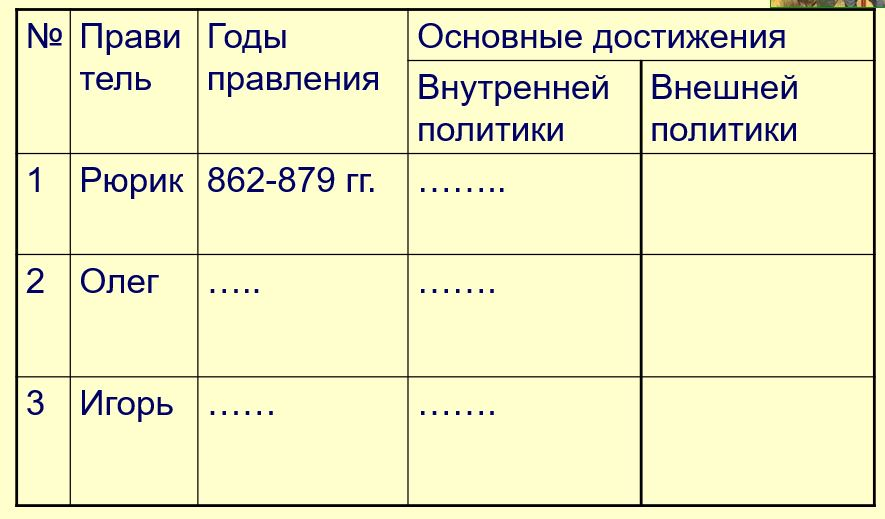 № Прави Годы Основные достижения
тель правления
Внутренней Внешней
политики политики
1 Рюрик 862-879 гг. ……..
2 Олег ….. …….
3 Игорь …… …….